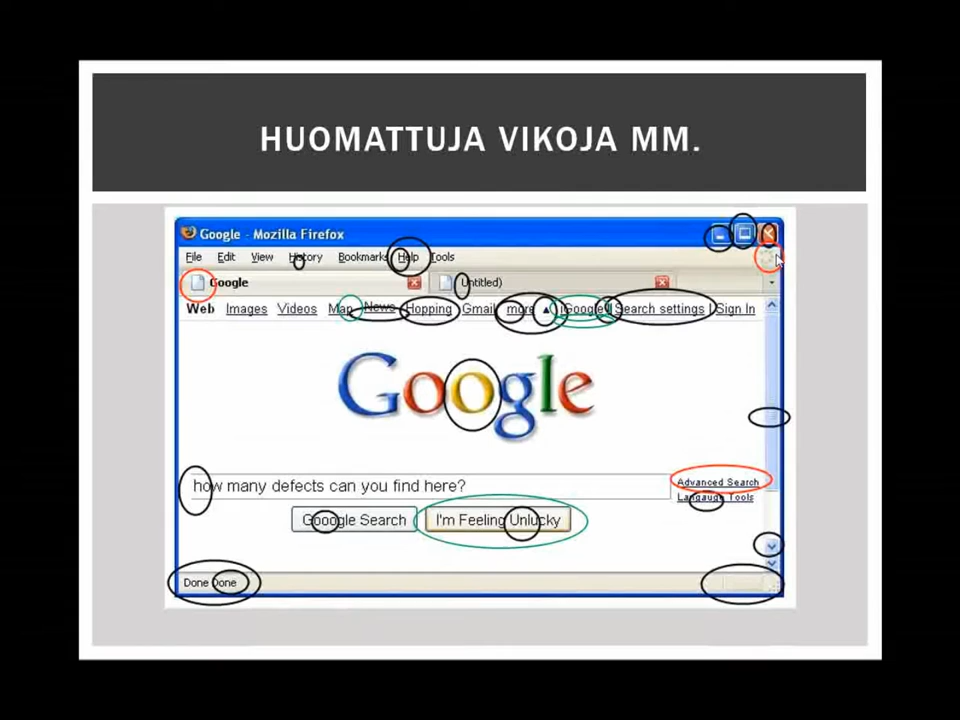 HUOMATTUJA VIKOJA MM.
Google - Mozilla Firefox
File Edit View History Bookmarks Help Tools
Google Untitled)
Web Images Videos Map News Hopping Gmail more ▲ iGoogle | Search settings | Sign In
Google
how many defects can you find here?
Advanced Search
Langauge Tools
Gooogle Search I'm Feeling Unlucky
Done Done